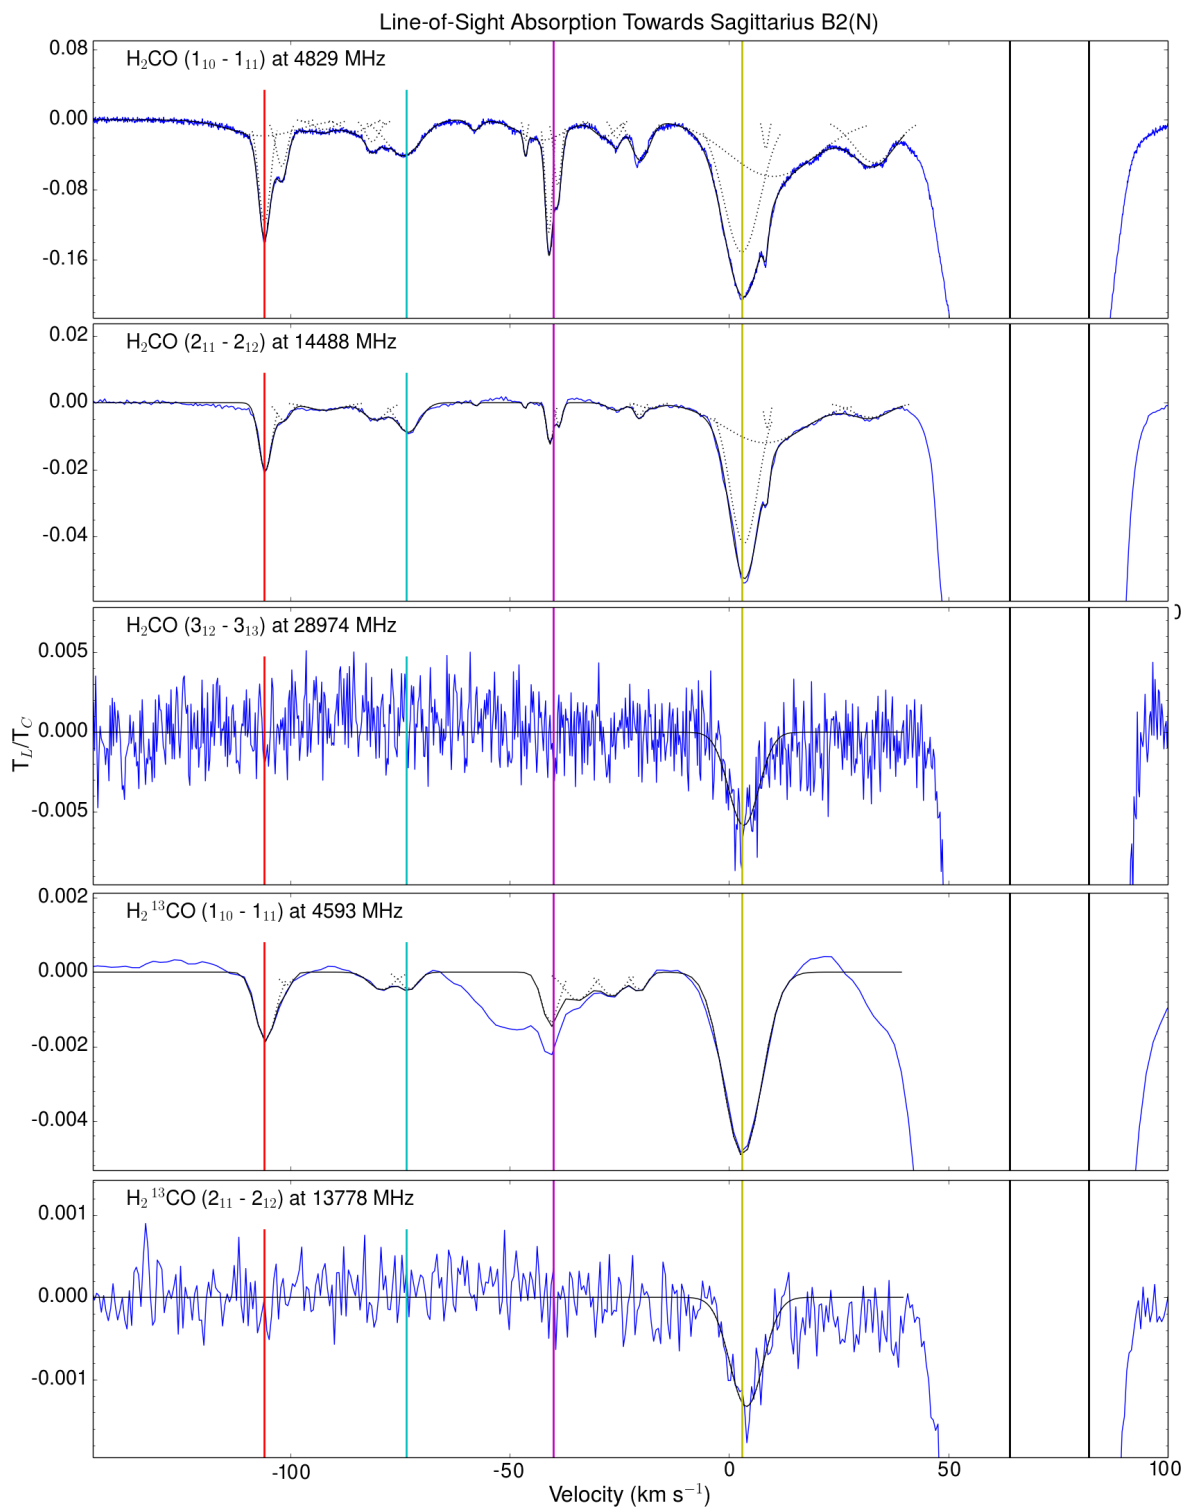 Line-of-Sight Absorption Towards Sagittarius B2(N)
H₂CO (1₁₀ - 1₁₁) at 4829 MHz
0.08
0.00
-0.08
-0.16
H₂CO (2₁₁ - 2₁₂) at 14488 MHz
0.02
0.00
-0.02
-0.04
H₂CO (3₁₂ - 3₁₃) at 28974 MHz
0.005
0.000
-0.005
T_L/T_C
H₂¹³CO (1₁₀ - 1₁₁) at 4593 MHz
0.002
0.000
-0.002
-0.004
H₂¹³CO (2₁₁ - 2₁₂) at 13778 MHz
0.001
0.000
-0.001
-100 -50 0 50 100
Velocity (km s⁻¹)